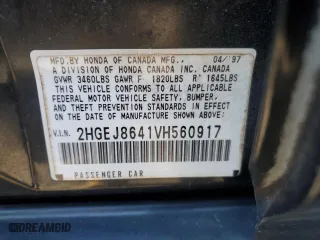 MFD.BY HONDA OF CANADA MFG., 04/'97
A DIVISION OF HONDA CANADA INC. CANADA
GVWR 3460LBS GAWR F 1820LBS R 1645LBS
THIS VEHICLE CONFORMS TO ALL APPLICABLE
FEDERAL MOTOR VEHICLE SAFETY, BUMPER,
AND THEFT PREVENTION STANDARDS IN EFFECT
ON THE DATE OF MANUFACTURE SHOWN ABOVE.
V.I.N. 2HGEJ8641VH560917
PASSENGER CAR
DREAMBID